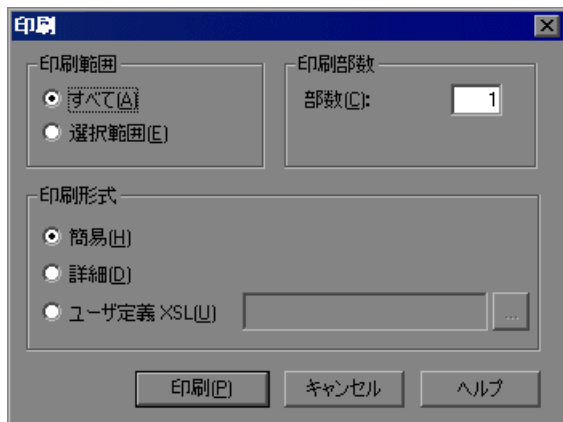 印刷
印刷範囲
すべて(A)
選択範囲(E)
印刷部数
部数(C): 1
印刷形式
簡易(H)
詳細(D)
ユーザ定義 XSL(U) ...
印刷(P) キャンセル ヘルプ